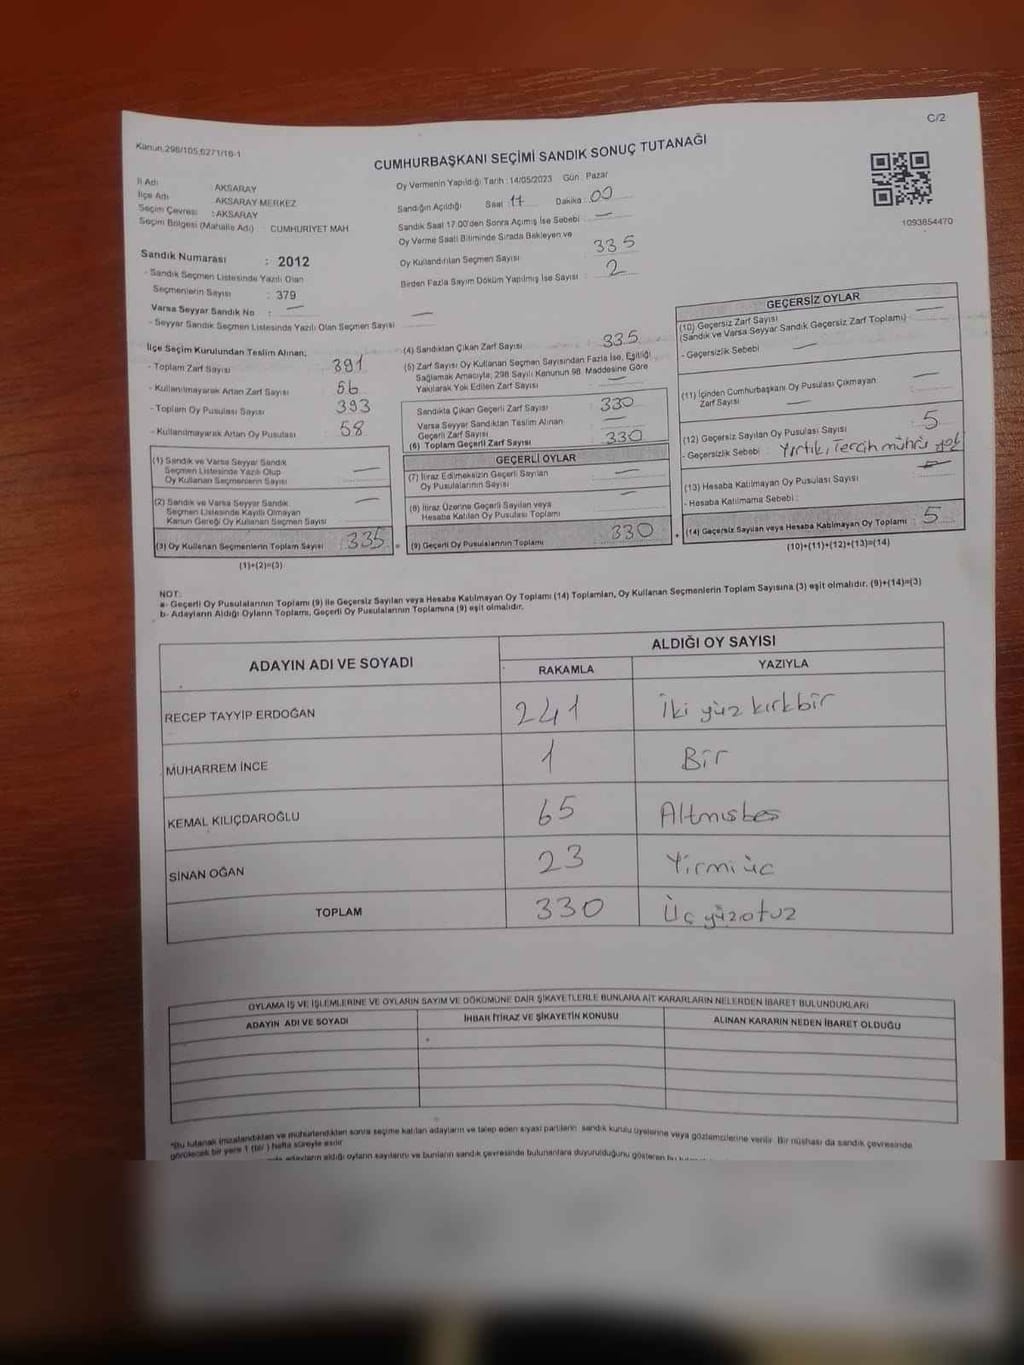 Kanun.298/105,6271/18-1
C/2
CUMHURBAŞKANI SEÇİMİ SANDIK SONUÇ TUTANAĞI
İl Adı : AKSARAY
İlçe Adı : AKSARAY MERKEZ
Seçim Çevresi : AKSARAY
Seçim Bölgesi (Mahalle Adı) CUMHURİYET MAH
Oy Vermenin Yapıldığı Tarih : 14/05/2023 Gün : Pazar
Sandığın Açıldığı Saat 17 Dakika : 00
Sandık Saat 17:00'den Sonra Açılmış İse Sebebi : —
Oy Verme Saati Bitiminde Sırada Bekleyen ve
Oy Kullandırılan Seçmen Sayısı 335
Birden Fazla Sayım Döküm Yapılmış İse Sayısı 2
1093854470
Sandık Numarası : 2012
- Sandık Seçmen Listesinde Yazılı Olan
Seçmenlerin Sayısı : 379
Varsa Seyyar Sandık No : —
- Seyyar Sandık Seçmen Listesinde Yazılı Olan Seçmen Sayısı —
İlçe Seçim Kurulundan Teslim Alınan;
- Toplam Zarf Sayısı 391
- Kullanılmayarak Artan Zarf Sayısı 56
- Toplam Oy Pusulası Sayısı 393
- Kullanılmayarak Artan Oy Pusulası 58
(1) Sandık ve Varsa Seyyar Sandık
Seçmen Listesinde Yazılı Olup
Oy Kullanan Seçmenlerin Sayısı —
(2) Sandık ve Varsa Seyyar Sandık
Seçmen Listesinde Kayıtlı Olmayan
Kanun Gereği Oy Kullanan Seçmen Sayısı —
(3) Oy Kullanan Seçmenlerin Toplam Sayısı 335
(1)+(2)=(3)
(4) Sandıktan Çıkan Zarf Sayısı 335
(5) Zarf Sayısı Oy Kullanan Seçmen Sayısından Fazla İse, Eşitliği
Sağlamak Amacıyla, 298 Sayılı Kanunun 98. Maddesine Göre
Yakılarak Yok Edilen Zarf Sayısı —
Sandıkta Çıkan Geçerli Zarf Sayısı 330
Varsa Seyyar Sandıktan Teslim Alınan
Geçerli Zarf Sayısı —
(6) Toplam Geçerli Zarf Sayısı 330
GEÇERLİ OYLAR
(7) İtiraz Edilmeksizin Geçerli Sayılan
Oy Pusulalarının Sayısı —
(8) İtiraz Üzerine Geçerli Sayılan veya
Hesaba Katılan Oy Pusulası Toplamı —
(9) Geçerli Oy Pusulalarının Toplamı 330
GEÇERSİZ OYLAR
(10) Geçersiz Zarf Sayısı
(Sandık ve Varsa Seyyar Sandık Geçersiz Zarf Toplamı) —
- Geçersizlik Sebebi —
(11) İçinden Cumhurbaşkanı Oy Pusulası Çıkmayan
Zarf Sayısı —
(12) Geçersiz Sayılan Oy Pusulası Sayısı 5
- Geçersizlik Sebebi Yırtık, Tercih mührü
(13) Hesaba Katılmayan Oy Pusulası Sayısı
- Hesaba Katılmama Sebebi :
(14) Geçersiz Sayılan veya Hesaba Katılmayan Oy Toplamı : 5
(10)+(11)+(12)+(13)=(14)
NOT:
a- Geçerli Oy Pusulalarının Toplamı (9) ile Geçersiz Sayılan veya Hesaba Katılmayan Oy Toplamı (14) Toplamları, Oy Kullanan Seçmenlerin Toplam Sayısına (3) eşit olmalıdır. (9)+(14)=(3)
b- Adayların Aldığı Oyların Toplamı, Geçerli Oy Pusulalarının Toplamına (9) eşit olmalıdır.
ADAYIN ADI VE SOYADI ALDIĞI OY SAYISI
RAKAMLA YAZIYLA
RECEP TAYYİP ERDOĞAN 241 İki yüz kırkbir
MUHARREM İNCE 1 Bir
KEMAL KILIÇDAROĞLU 65 Altmısbes
SİNAN OĞAN 23 Yirmi üc
TOPLAM 330 Üç yüzotuz
OYLAMA İŞ VE İŞLEMLERİNE VE OYLARIN SAYIM VE DÖKÜMÜNE DAİR ŞİKAYETLERLE BUNLARA AİT KARARLARIN NELERDEN İBARET BULUNDUKLARI
ADAYIN ADI VE SOYADI İHBAR İTİRAZ VE ŞİKAYETİN KONUSU ALINAN KARARIN NEDEN İBARET OLDUĞU
*Bu tutanak imzalandıktan ve mühürlendikten sonra seçime katılan adayların ve talep eden siyasi partilerin sandık kurulu üyelerine veya gözlemcilerine verilir. Bir nüshası da sandık çevresinde
görülecek bir yere 1 (bir) hafta süreyle asılır.
adayların aldığı oyların sayılarını ve bunların sandık çevresinde bulunanlara duyurulduğunu gösteren